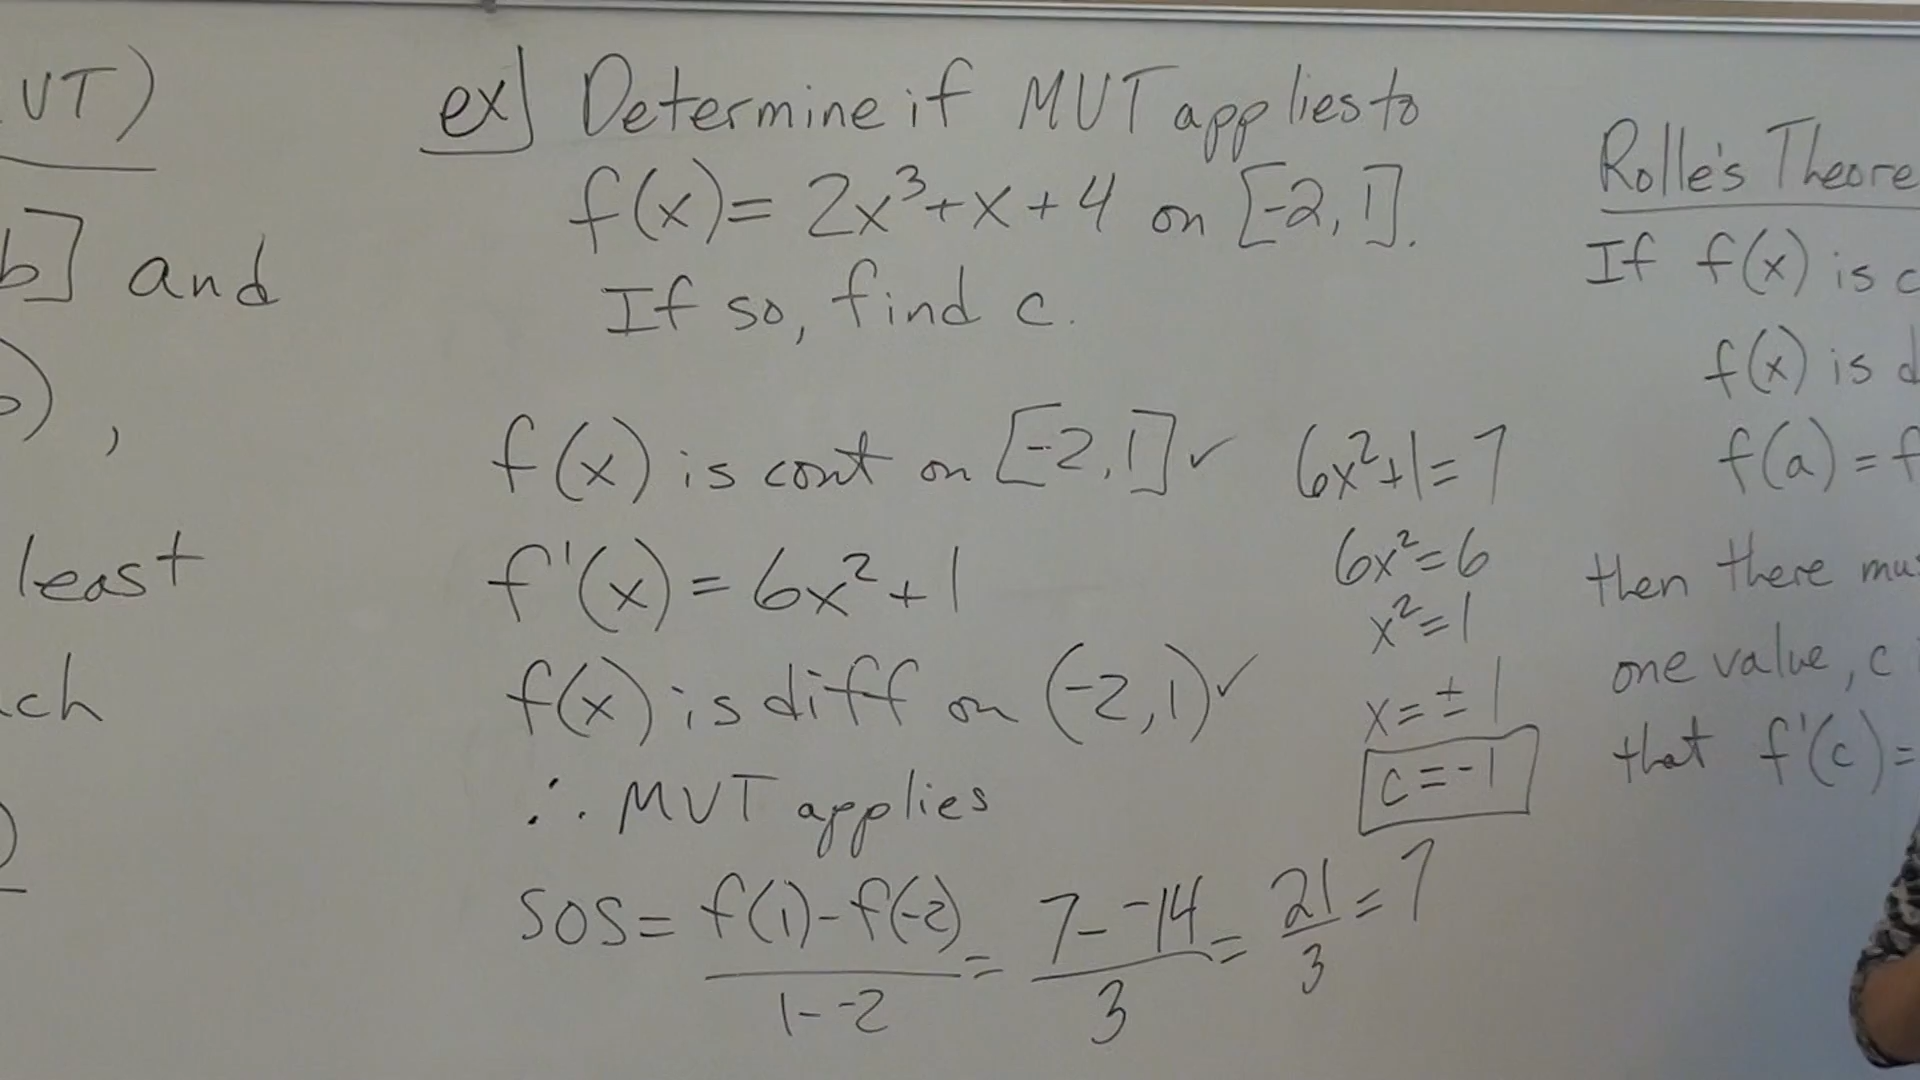 UT)
b] and
),
least
ch
ex] Determine if MVT applies to
f(x) = 2x³+x+4 on [-2,1].
If so, find c.
f(x) is cont on [-2,1] ✓
f'(x) = 6x²+1
f(x) is diff on (-2,1) ✓
∴ MVT applies
SOS = f(1)-f(-2) / 1--2 = 7--14 / 3 = 21/3 = 7
6x²+1=7
6x²=6
x²=1
x=±1
c=-1
Rolle's Theore
If f(x) is c
f(x) is d
f(a) = f
then there mu
one value, c
that f'(c)=